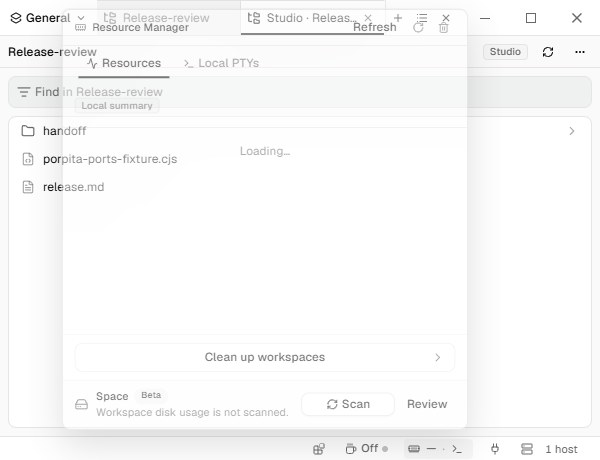 General
Release-review
Studio · Releas...
Resource Manager
Refresh
Release-review
Studio
Resources
Local PTYs
Find in Release-review
Local summary
handoff
Loading...
porpita-ports-fixture.cjs
release.md
Clean up workspaces
Space Beta
Workspace disk usage is not scanned.
Scan
Review
Off
1 host